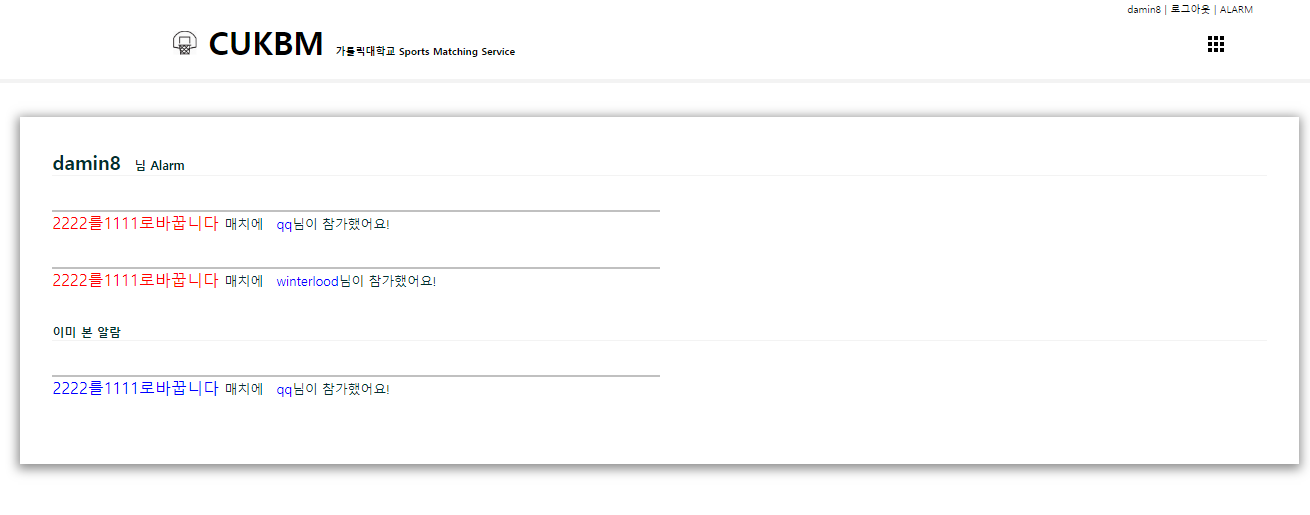 damin8 | 로그아웃 | ALARM
CUKBM 가톨릭대학교 Sports Matching Service
damin8 님 Alarm
2222를1111로바꿉니다 매치에 qq님이 참가했어요!
2222를1111로바꿉니다 매치에 winterlood님이 참가했어요!
이미 본 알람
2222를1111로바꿉니다 매치에 qq님이 참가했어요!